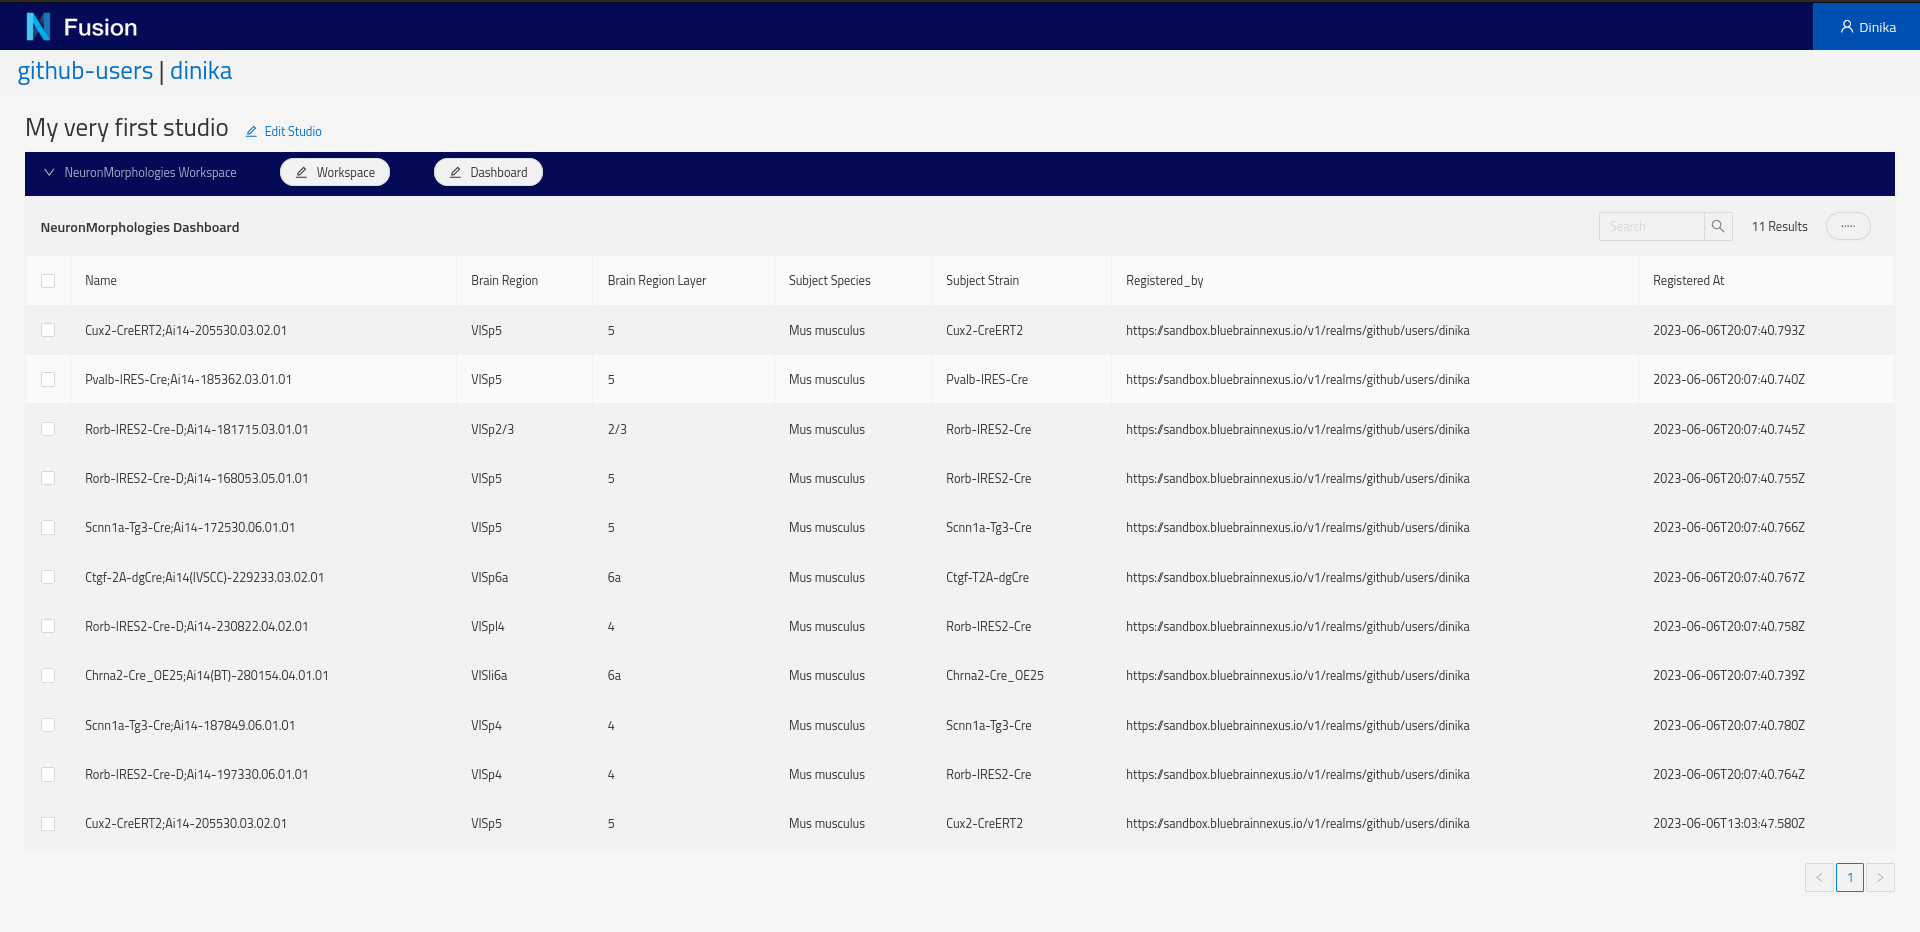 Fusion Dinika
github-users | dinika
My very first studio Edit Studio
NeuronMorphologies Workspace Workspace Dashboard
NeuronMorphologies Dashboard Search 11 Results .....
Name Brain Region Brain Region Layer Subject Species Subject Strain Registered_by Registered At
Cux2-CreERT2;Ai14-205530.03.02.01 VISp5 5 Mus musculus Cux2-CreERT2 https://sandbox.bluebrainnexus.io/v1/realms/github/users/dinika 2023-06-06T20:07:40.793Z
Pvalb-IRES-Cre;Ai14-185362.03.01.01 VISp5 5 Mus musculus Pvalb-IRES-Cre https://sandbox.bluebrainnexus.io/v1/realms/github/users/dinika 2023-06-06T20:07:40.740Z
Rorb-IRES2-Cre-D;Ai14-181715.03.01.01 VISp2/3 2/3 Mus musculus Rorb-IRES2-Cre https://sandbox.bluebrainnexus.io/v1/realms/github/users/dinika 2023-06-06T20:07:40.745Z
Rorb-IRES2-Cre-D;Ai14-168053.05.01.01 VISp5 5 Mus musculus Rorb-IRES2-Cre https://sandbox.bluebrainnexus.io/v1/realms/github/users/dinika 2023-06-06T20:07:40.755Z
Scnn1a-Tg3-Cre;Ai14-172530.06.01.01 VISp5 5 Mus musculus Scnn1a-Tg3-Cre https://sandbox.bluebrainnexus.io/v1/realms/github/users/dinika 2023-06-06T20:07:40.766Z
Ctgf-2A-dgCre;Ai14(IVSCC)-229233.03.02.01 VISp6a 6a Mus musculus Ctgf-T2A-dgCre https://sandbox.bluebrainnexus.io/v1/realms/github/users/dinika 2023-06-06T20:07:40.767Z
Rorb-IRES2-Cre-D;Ai14-230822.04.02.01 VISpl4 4 Mus musculus Rorb-IRES2-Cre https://sandbox.bluebrainnexus.io/v1/realms/github/users/dinika 2023-06-06T20:07:40.758Z
Chrna2-Cre_OE25;Ai14(BT)-280154.04.01.01 VISli6a 6a Mus musculus Chrna2-Cre_OE25 https://sandbox.bluebrainnexus.io/v1/realms/github/users/dinika 2023-06-06T20:07:40.739Z
Scnn1a-Tg3-Cre;Ai14-187849.06.01.01 VISp4 4 Mus musculus Scnn1a-Tg3-Cre https://sandbox.bluebrainnexus.io/v1/realms/github/users/dinika 2023-06-06T20:07:40.780Z
Rorb-IRES2-Cre-D;Ai14-197330.06.01.01 VISp4 4 Mus musculus Rorb-IRES2-Cre https://sandbox.bluebrainnexus.io/v1/realms/github/users/dinika 2023-06-06T20:07:40.764Z
Cux2-CreERT2;Ai14-205530.03.02.01 VISp5 5 Mus musculus Cux2-CreERT2 https://sandbox.bluebrainnexus.io/v1/realms/github/users/dinika 2023-06-06T13:03:47.580Z
< 1 >